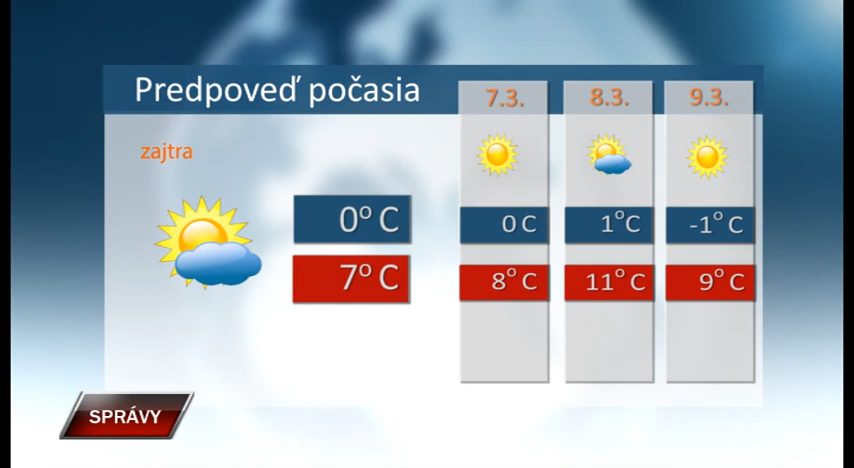 Predpoveď počasia
zajtra
0° C
7° C
7.3. 8.3. 9.3.
0 C 1°C -1° C
8° C 11° C 9° C
SPRÁVY